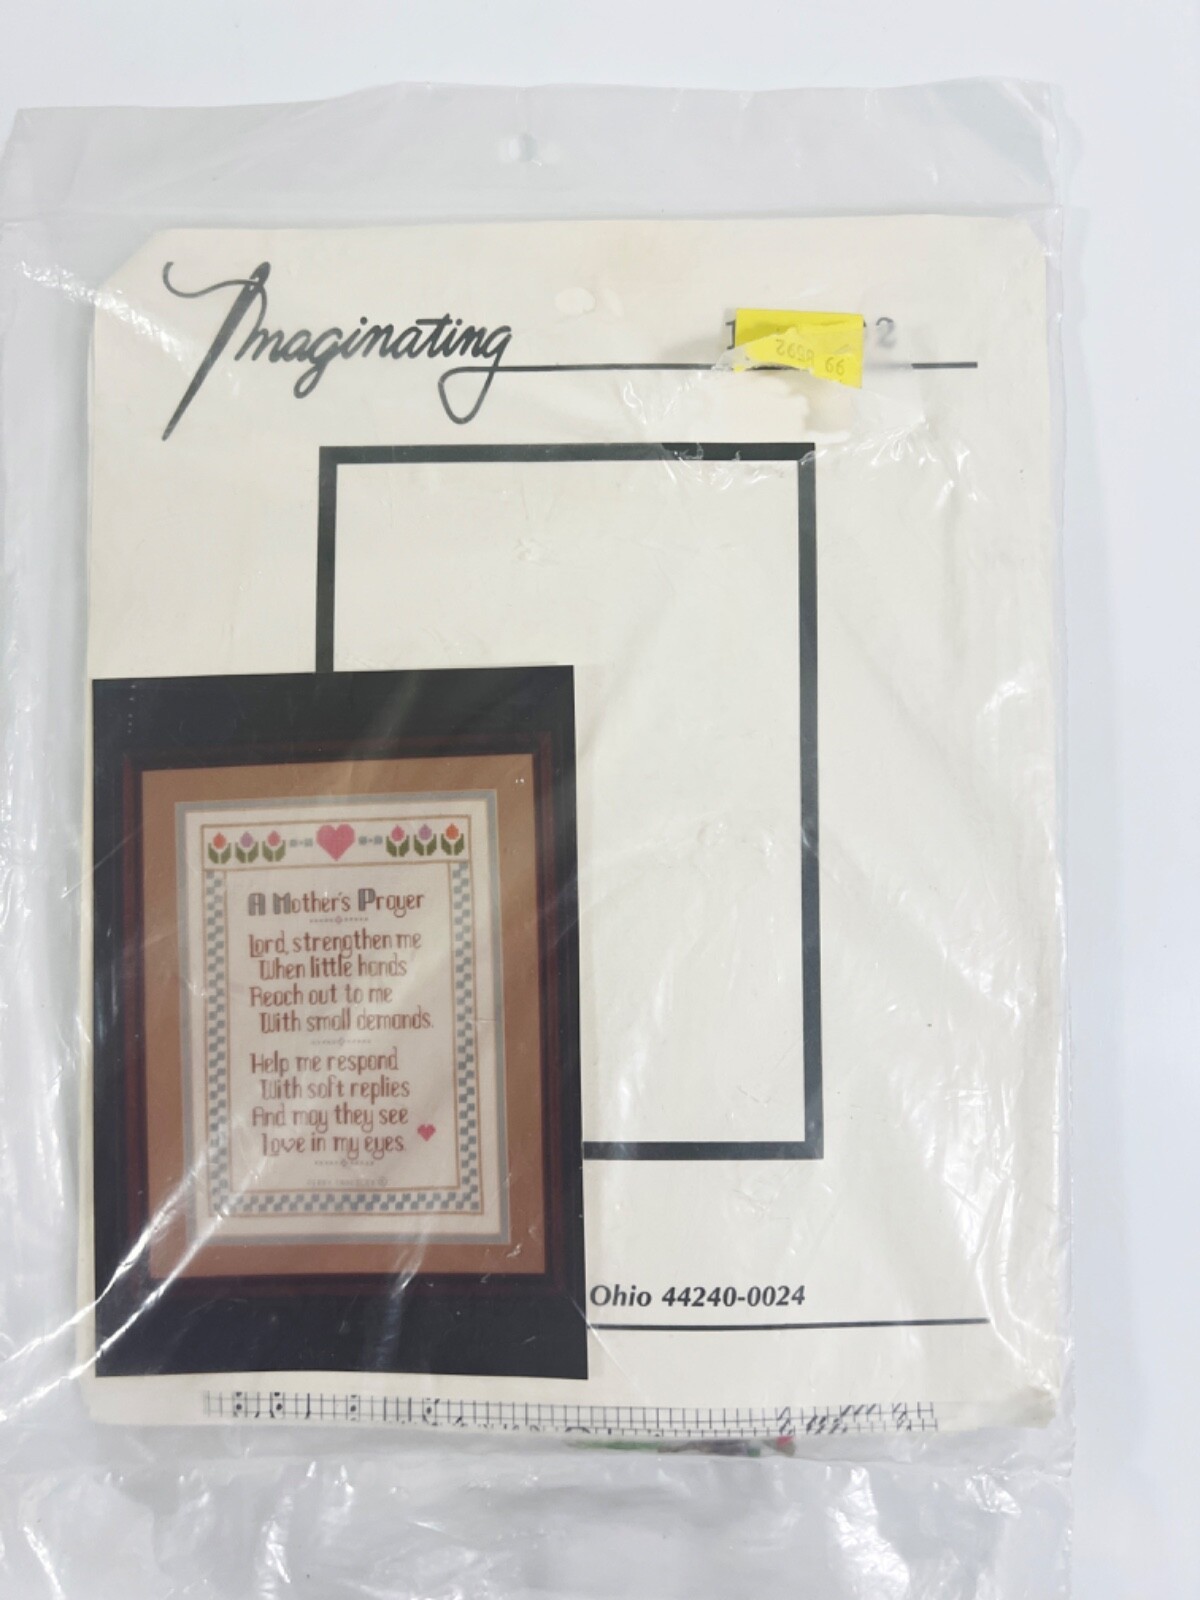 Imaginating
2
A Mother's Prayer
Lord, strengthen me
When little hands
Reach out to me
With small demands.
Help me respond
With soft replies
And may they see
Love in my eyes.
Ohio 44240-0024